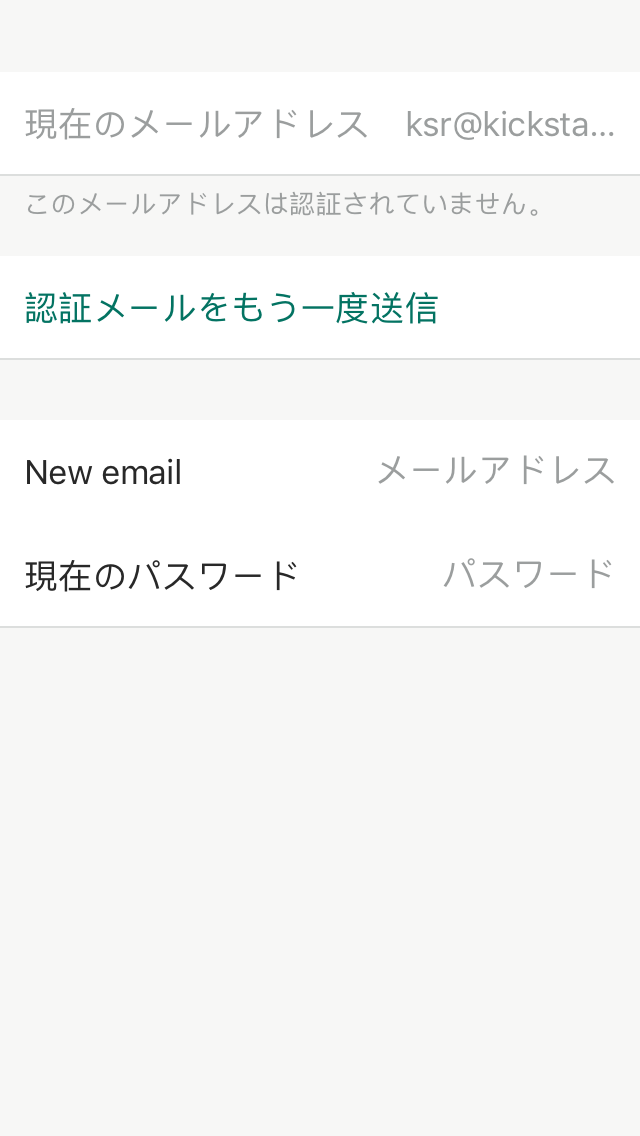 現在のメールアドレス ksr@kicksta...
このメールアドレスは認証されていません。
認証メールをもう一度送信
New email メールアドレス
現在のパスワード パスワード